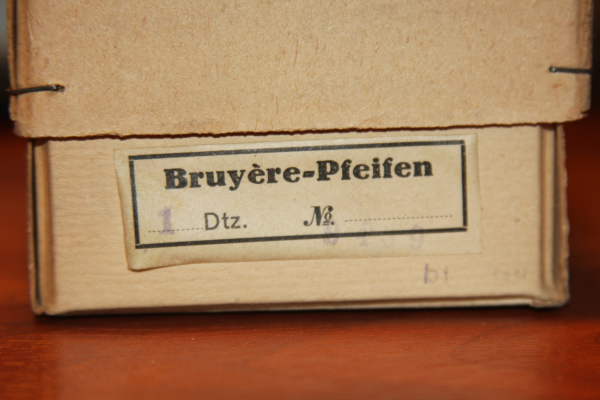 Bruyère-Pfeifen
1 Dtz. №